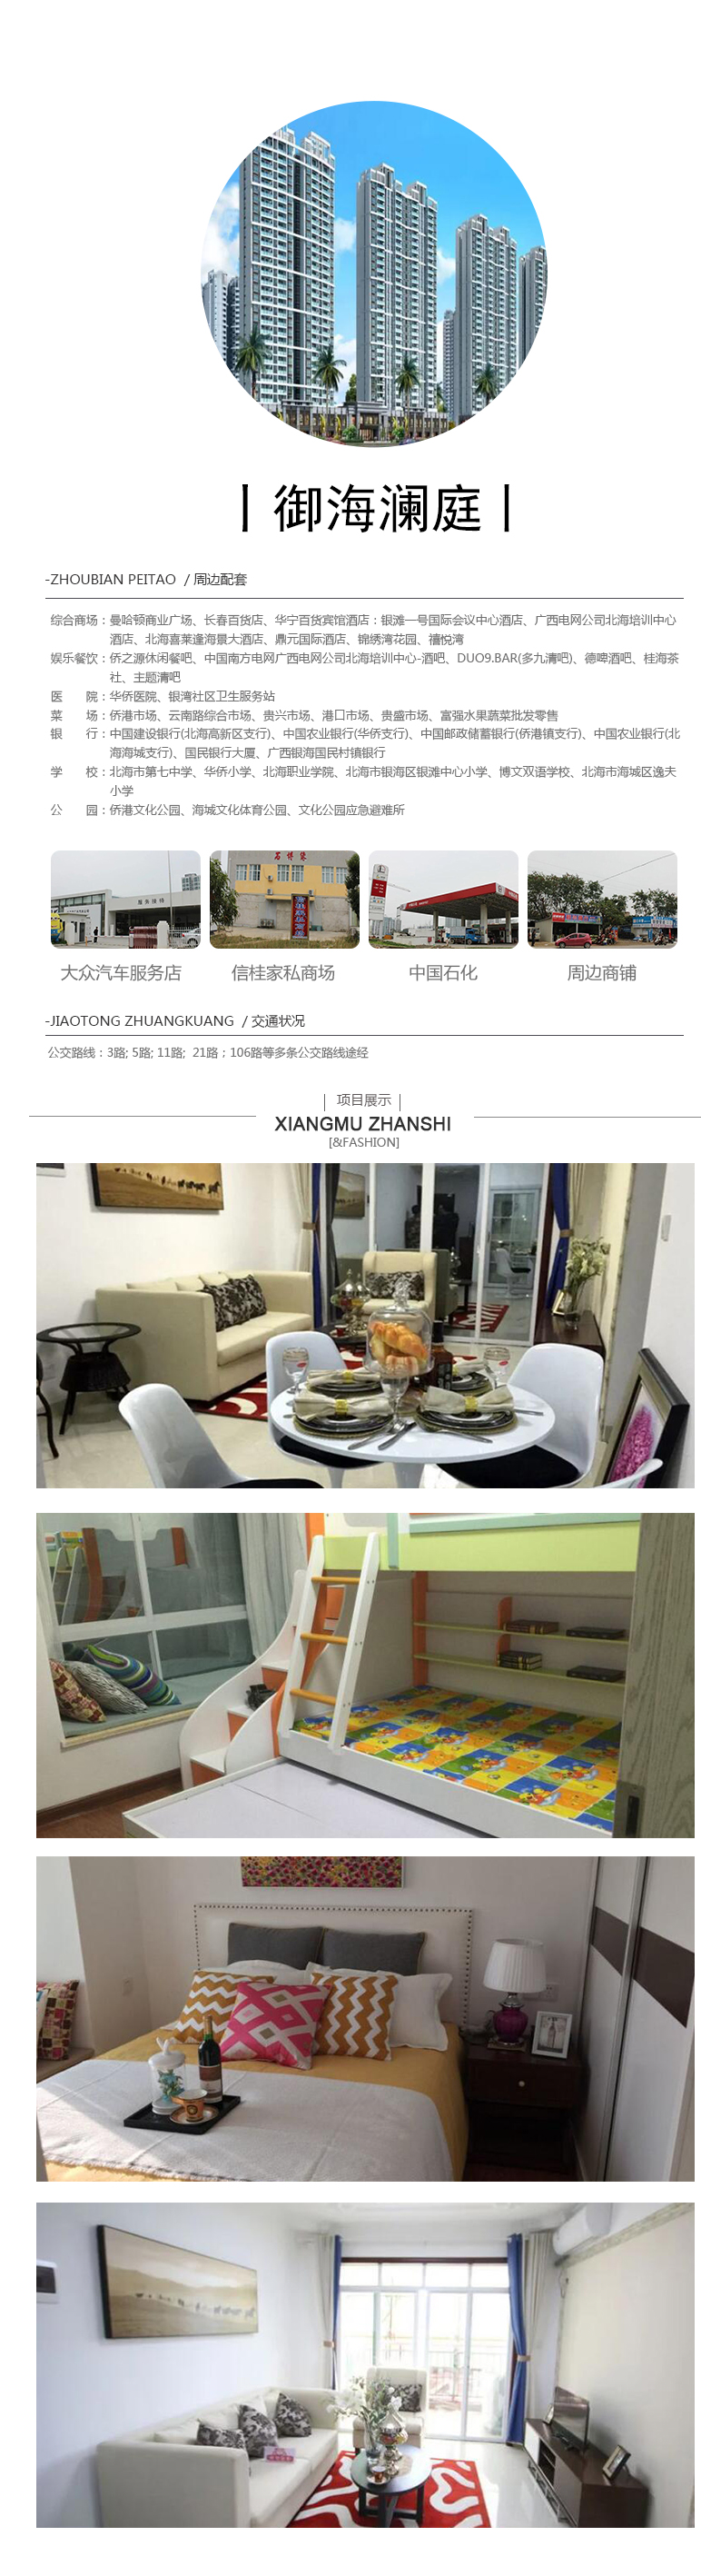 御海澜庭
-ZHOUBIAN PEITAO / 周边配套
综合商场：曼哈顿商业广场、长春百货店、华宁百货宾馆酒店：银滩一号国际会议中心酒店、广西电网公司北海培训中心
酒店、北海喜莱逢海景大酒店、鼎元国际酒店、锦绣湾花园、禧悦湾
娱乐餐饮：侨之源休闲餐吧、中国南方电网广西电网公司北海培训中心-酒吧、DUO9.BAR(多九清吧)、德啤酒吧、桂海茶
社、主题清吧
医 院：华侨医院、银湾社区卫生服务站
菜 场：侨港市场、云南路综合市场、贵兴市场、港口市场、贵盛市场、富强水果蔬菜批发零售
银 行：中国建设银行(北海高新区支行)、中国农业银行(华侨支行)、中国邮政储蓄银行(侨港镇支行)、中国农业银行(北
海海城支行)、国民银行大厦、广西银海国民村镇银行
学 校：北海市第七中学、华侨小学、北海职业学院、北海市银海区银滩中心小学、博文双语学校、北海市海城区逸夫
小学
公 园：侨港文化公园、海城文化体育公园、文化公园应急避难所
大众汽车服务店
信桂家私商场
中国石化
周边商铺
-JIAOTONG ZHUANGKUANG / 交通状况
公交路线：3路; 5路; 11路; 21路；106路等多条公交路线途经
| 项目展示 |
XIANGMU ZHANSHI
[&FASHION]